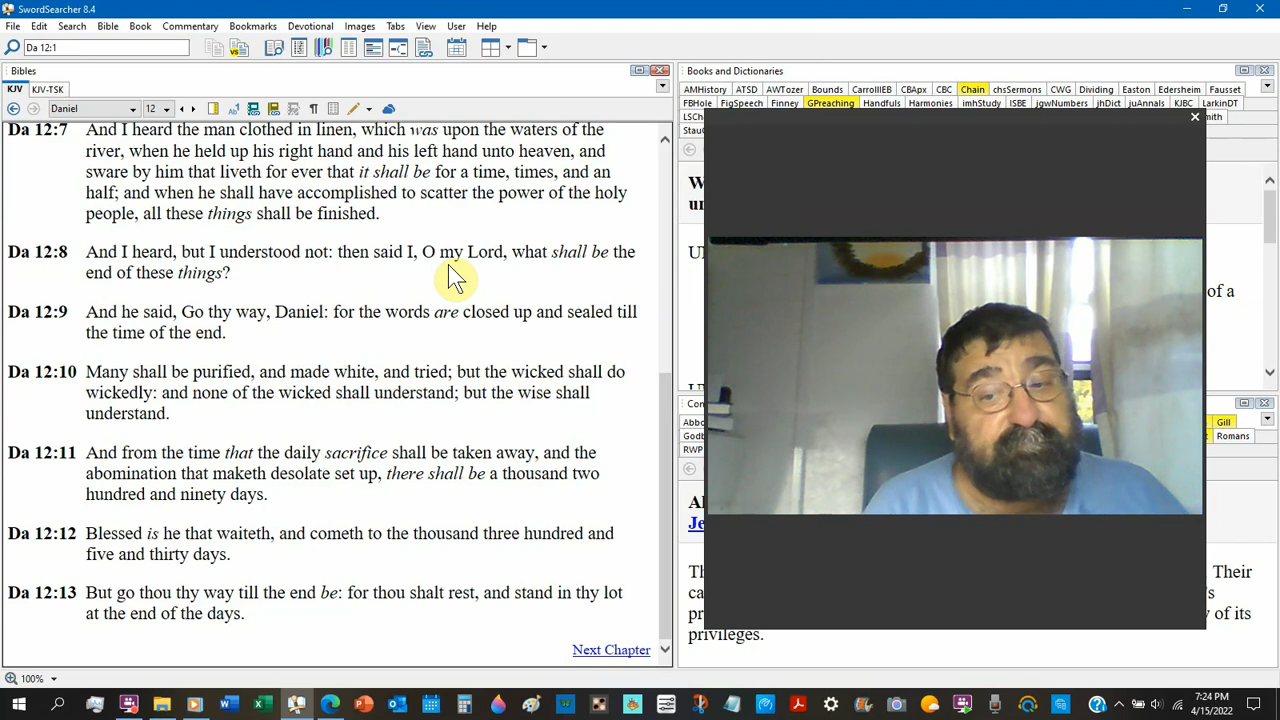 SwordSearcher 8.4
File Edit Search Bible Book Commentary Bookmarks Devotional Images Tabs View User Help
Da 12:1
Bibles
KJV KJV-TSK
Daniel 12
Da 12:7 And I heard the man clothed in linen, which was upon the waters of the
river, when he held up his right hand and his left hand unto heaven, and
sware by him that liveth for ever that it shall be for a time, times, and an
half; and when he shall have accomplished to scatter the power of the holy
people, all these things shall be finished.
Da 12:8 And I heard, but I understood not: then said I, O my Lord, what shall be the
end of these things?
Da 12:9 And he said, Go thy way, Daniel: for the words are closed up and sealed till
the time of the end.
Da 12:10 Many shall be purified, and made white, and tried; but the wicked shall do
wickedly: and none of the wicked shall understand; but the wise shall
understand.
Da 12:11 And from the time that the daily sacrifice shall be taken away, and the
abomination that maketh desolate set up, there shall be a thousand two
hundred and ninety days.
Da 12:12 Blessed is he that waiteth, and cometh to the thousand three hundred and
five and thirty days.
Da 12:13 But go thou thy way till the end be: for thou shalt rest, and stand in thy lot
at the end of the days.
Next Chapter
100%
Books and Dictionaries
AMHistory ATSD AWTozer Bounds CarrollIEB CBApx Chain chsSermons CWG Dividing Easton Edersheim Fausset
FBHole FigSpeech Finney GPreaching Handfuls Harmonies imhStudy ISBE jgwNumbers jhDict juAnnals KJBC LarkinDT
of a
Gill
Romans
RWP
Their
of its
privileges.
7:24 PM
4/15/2022